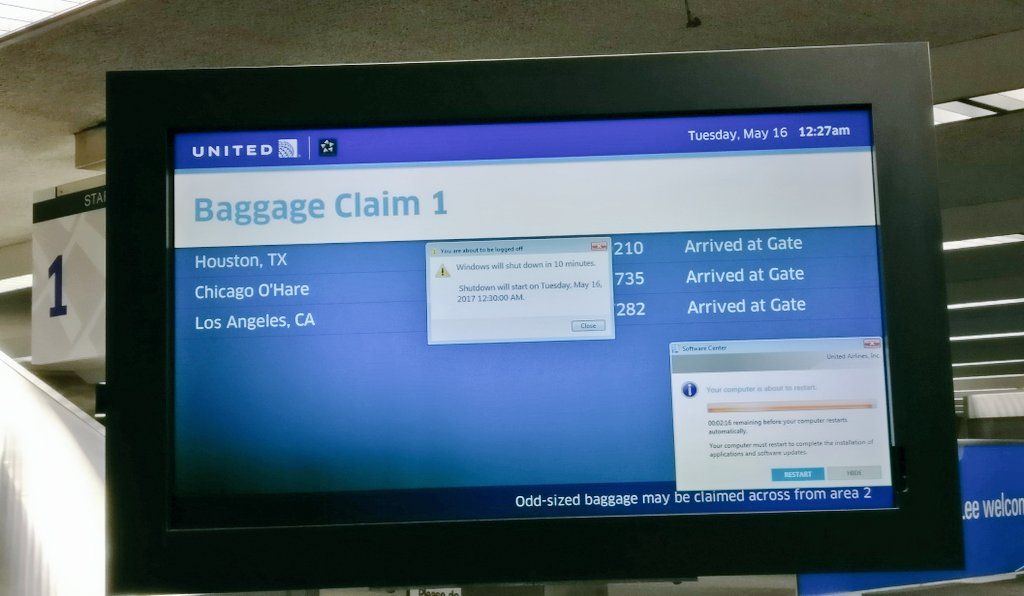 UNITED
Tuesday, May 16 12:27am
STAR
1
Baggage Claim 1
Houston, TX 210 Arrived at Gate
Chicago O'Hare 735 Arrived at Gate
Los Angeles, CA 282 Arrived at Gate
You are about to be logged off
Windows will shut down in 10 minutes.
Shutdown will start on Tuesday, May 16,
2017 12:30:00 AM.
Close
Software Center
United Airlines, Inc.
Your computer is about to restart.
00:02:16 remaining before your computer restarts
automatically.
Your computer must restart to complete the installation of
applications and software updates.
RESTART HIDE
Odd-sized baggage may be claimed across from area 2
.ee welcom
Please do